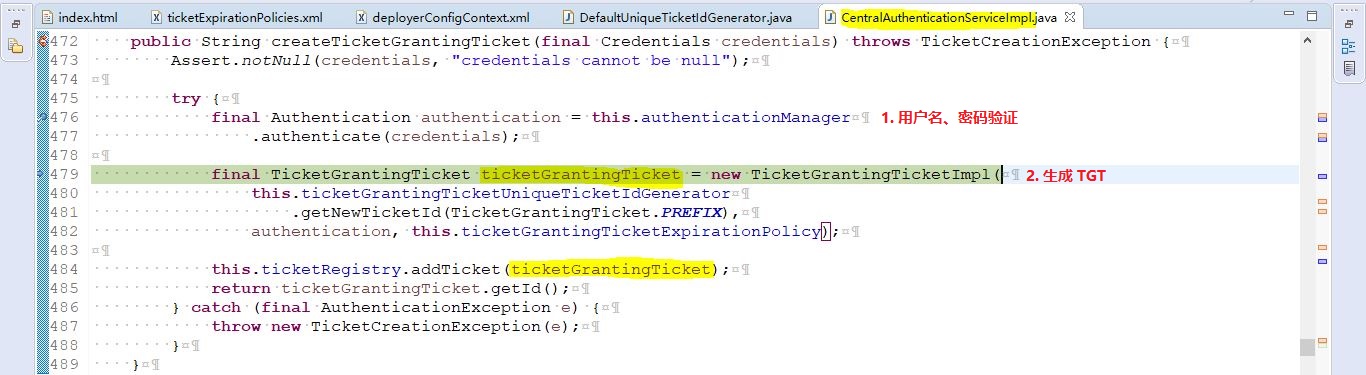 index.html ticketExpirationPolicies.xml deployerConfigContext.xml DefaultUniqueTicketIdGenerator.java CentralAuthenticationServiceImpl.java
472 public String createTicketGrantingTicket(final Credentials credentials) throws TicketCreationException {¤¶
473 Assert.notNull(credentials, "credentials cannot be null");¤¶
474 ¤¶
475 try {¤¶
476 final Authentication authentication = this.authenticationManager¤¶ 1. 用户名、密码验证
477 .authenticate(credentials);¤¶
478 ¤¶
479 final TicketGrantingTicket ticketGrantingTicket = new TicketGrantingTicketImpl(¤¶ 2. 生成 TGT
480 this.ticketGrantingTicketUniqueTicketIdGenerator¤¶
481 .getNewTicketId(TicketGrantingTicket.PREFIX),¤¶
482 authentication, this.ticketGrantingTicketExpirationPolicy);¤¶
483 ¤¶
484 this.ticketRegistry.addTicket(ticketGrantingTicket);¤¶
485 return ticketGrantingTicket.getId();¤¶
486 } catch (final AuthenticationException e) {¤¶
487 throw new TicketCreationException(e);¤¶
488 }¤¶
489 }¤¶